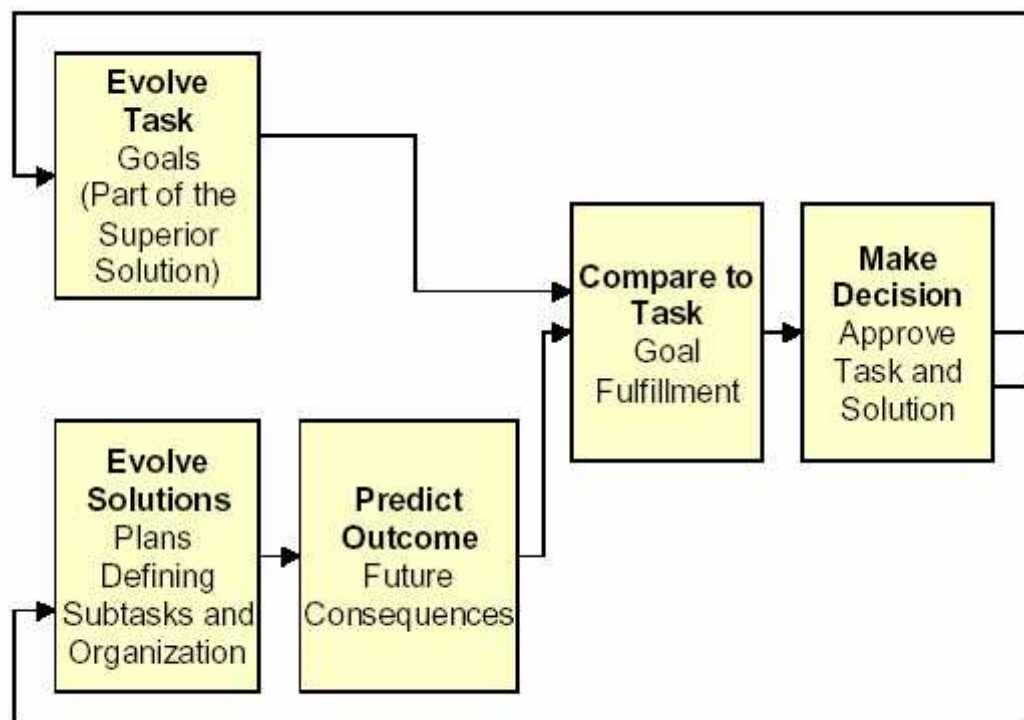 Evolve
Task
Goals
(Part of the
Superior
Solution)
Compare to
Task
Goal
Fulfillment
Make
Decision
Approve
Task and
Solution
Evolve
Solutions
Plans
Defining
Subtasks and
Organization
Predict
Outcome
Future
Consequences